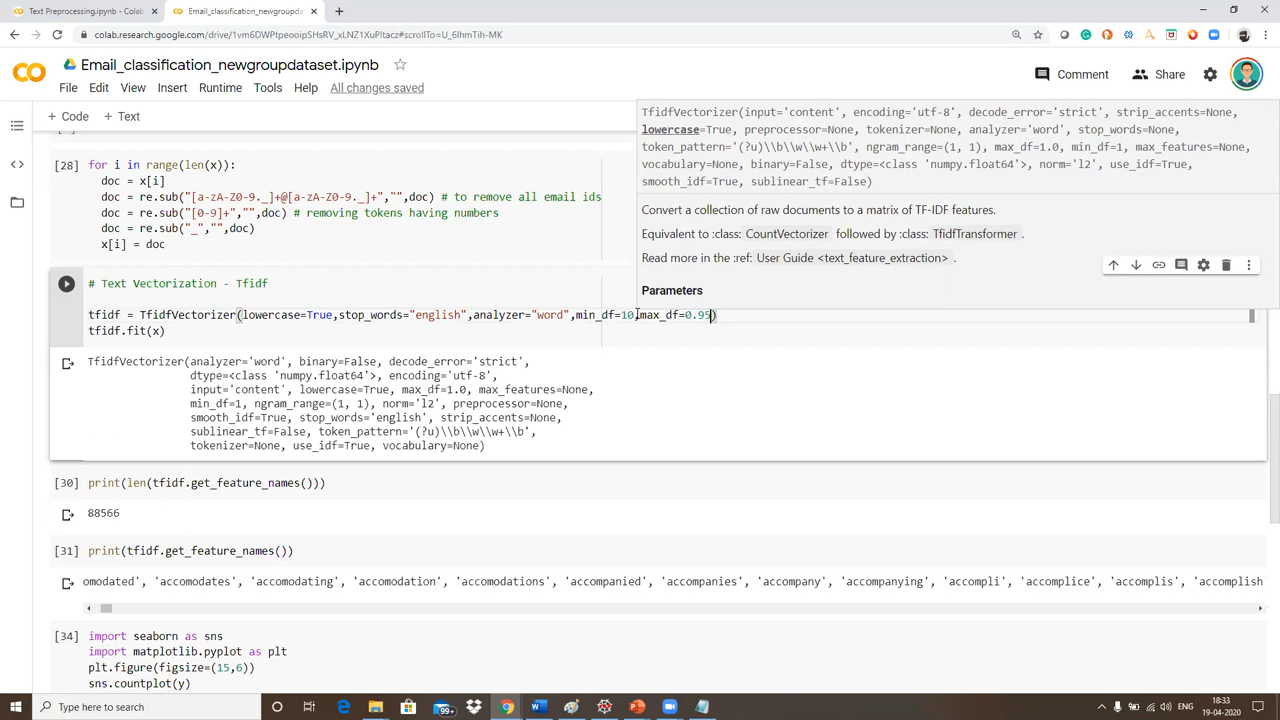 Text Preprocessing.ipynb - Colab
Email_classification_newgroupdat
colab.research.google.com/drive/1vm6DWPtpeooipSHsRV_xLNZ1XuPltacz#scrollTo=U_6IhmTih-MK
Email_classification_newgroupdataset.ipynb
Comment
Share
File Edit View Insert Runtime Tools Help All changes saved
+ Code + Text
TfidfVectorizer(input='content', encoding='utf-8', decode_error='strict', strip_accents=None,
lowercase=True, preprocessor=None, tokenizer=None, analyzer='word', stop_words=None,
token_pattern='(?u)\\b\\w\\w+\\b', ngram_range=(1, 1), max_df=1.0, min_df=1, max_features=None,
vocabulary=None, binary=False, dtype=<class 'numpy.float64'>, norm='l2', use_idf=True,
smooth_idf=True, sublinear_tf=False)
Convert a collection of raw documents to a matrix of TF-IDF features.
Equivalent to :class: CountVectorizer followed by :class: TfidfTransformer .
Read more in the :ref: User Guide <text_feature_extraction> .
Parameters
[28] for i in range(len(x)):
doc = x[i]
doc = re.sub("[a-zA-Z0-9._]+@[a-zA-Z0-9._]+","",doc) # to remove all email ids
doc = re.sub("[0-9]+","",doc) # removing tokens having numbers
doc = re.sub("_","",doc)
x[i] = doc
# Text Vectorization - Tfidf
tfidf = TfidfVectorizer(lowercase=True,stop_words="english",analyzer="word",min_df=10,max_df=0.95)
tfidf.fit(x)
TfidfVectorizer(analyzer='word', binary=False, decode_error='strict',
dtype=<class 'numpy.float64'>, encoding='utf-8',
input='content', lowercase=True, max_df=1.0, max_features=None,
min_df=1, ngram_range=(1, 1), norm='l2', preprocessor=None,
smooth_idf=True, stop_words='english', strip_accents=None,
sublinear_tf=False, token_pattern='(?u)\\b\\w\\w+\\b',
tokenizer=None, use_idf=True, vocabulary=None)
[30] print(len(tfidf.get_feature_names()))
88566
[31] print(tfidf.get_feature_names())
omodated', 'accomodates', 'accomodating', 'accomodation', 'accomodations', 'accompanied', 'accompanies', 'accompany', 'accompanying', 'accompli', 'accomplice', 'accomplis', 'accomplish
[34] import seaborn as sns
import matplotlib.pyplot as plt
plt.figure(figsize=(15,6))
sns.countplot(y)
Type here to search
99+
ENG
18:33
19-04-2020